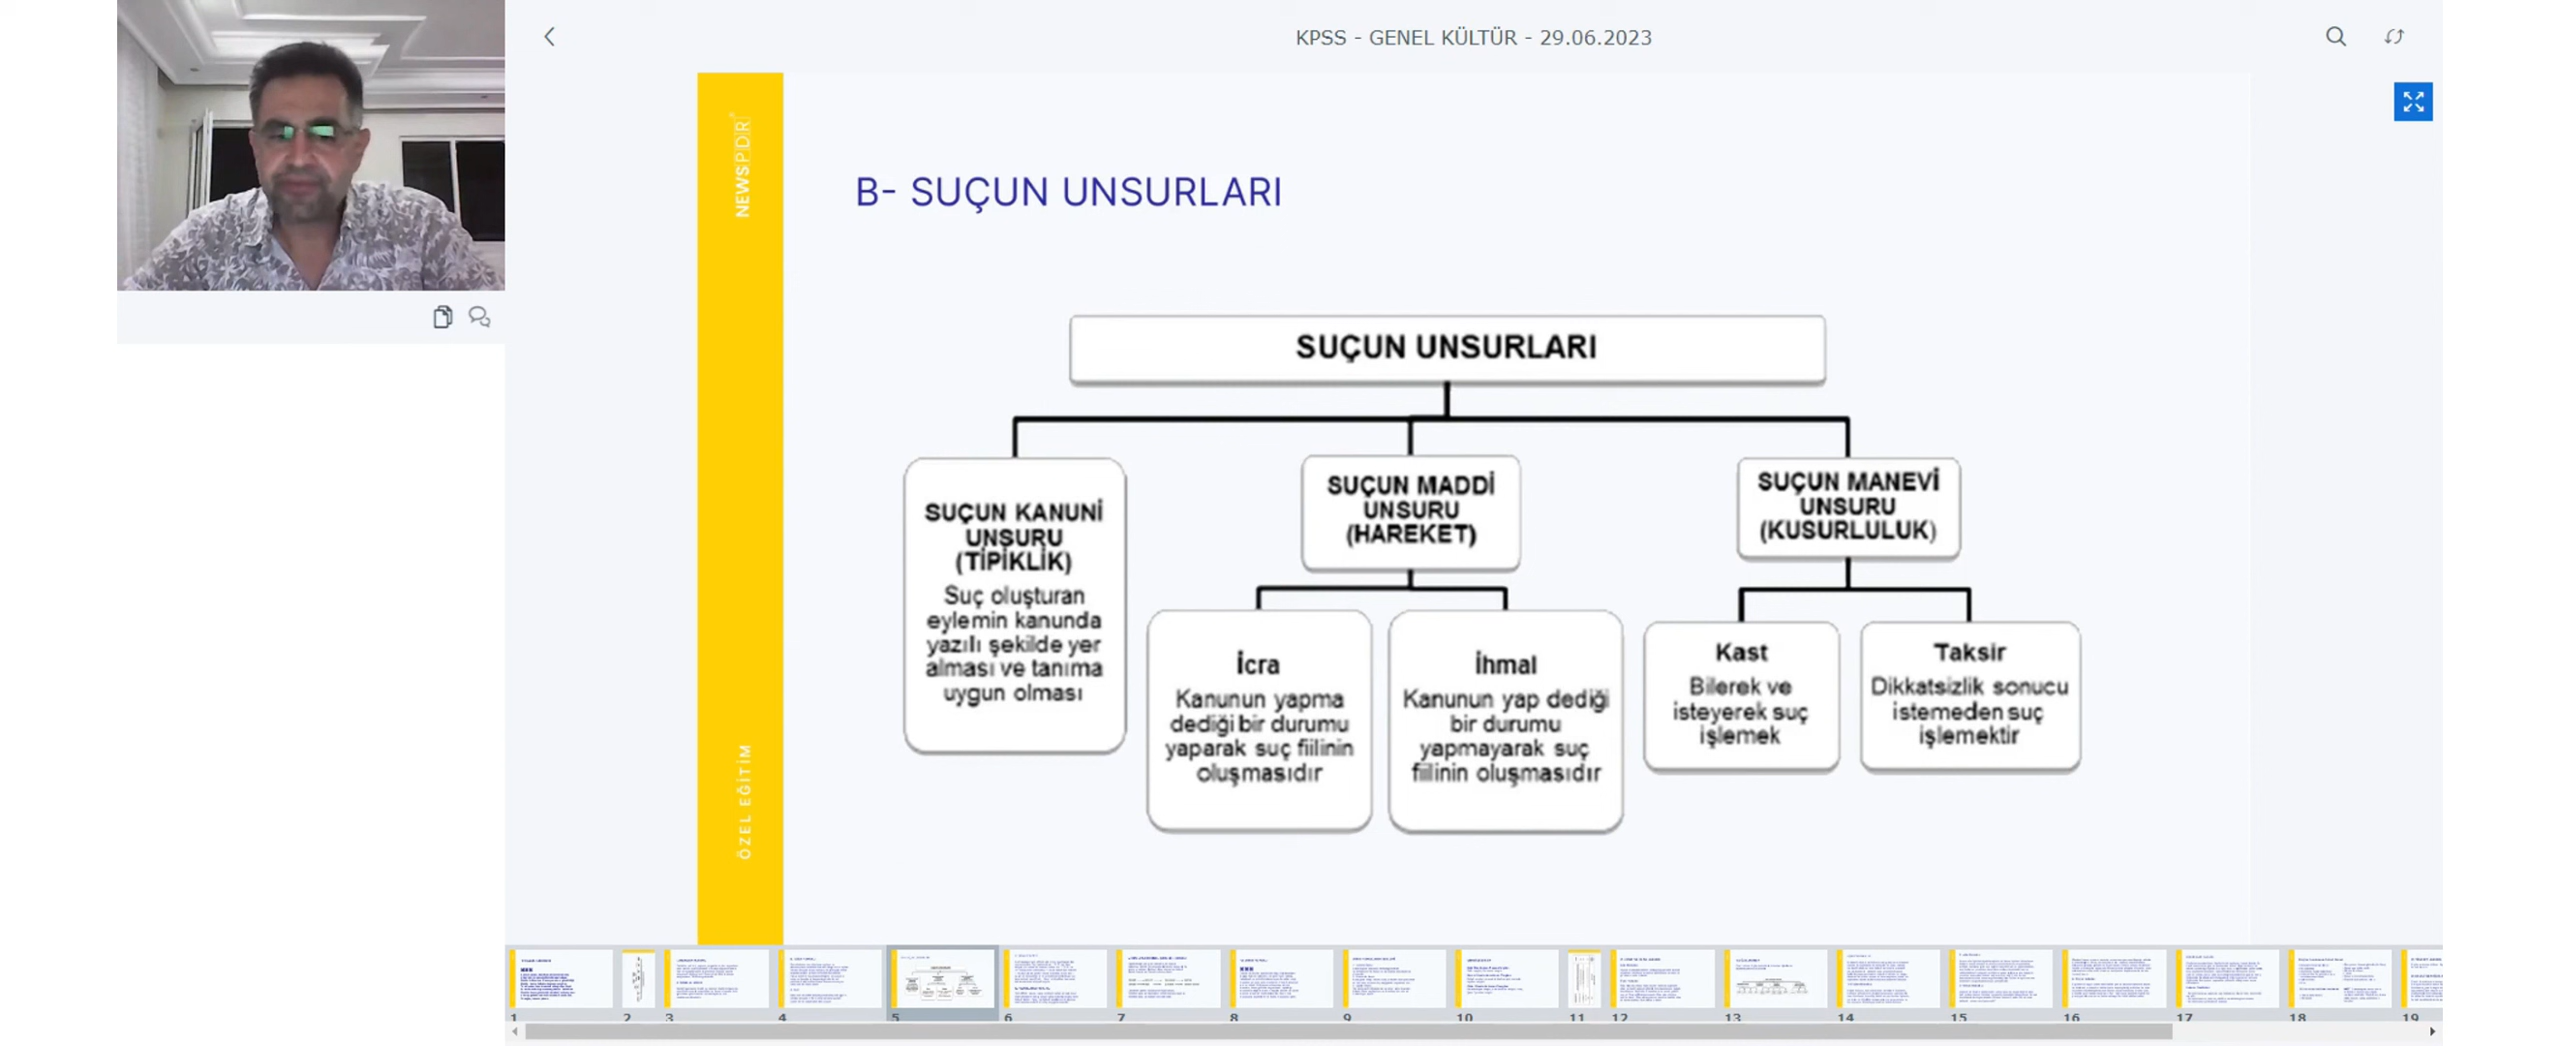 KPSS - GENEL KÜLTÜR - 29.06.2023
NEWSPDR
ÖZEL EĞİTİM
B- SUÇUN UNSURLARI
SUÇUN UNSURLARI
SUÇUN KANUNİ
UNSURU
(TİPİKLİK)
Suç oluşturan
eylemin kanunda
yazılı şekilde yer
alması ve tanıma
uygun olması
SUÇUN MADDİ
UNSURU
(HAREKET)
İcra
Kanunun yapma
dediği bir durumu
yaparak suç fiilinin
oluşmasıdır
İhmal
Kanunun yap dediği
bir durumu
yapmayarak suç
fiilinin oluşmasıdır
SUÇUN MANEVİ
UNSURU
(KUSURLULUK)
Kast
Bilerek ve
isteyerek suç
işlemek
Taksir
Dikkatsizlik sonucu
istemeden suç
işlemektir
1 2 3 4 5 6 7 8 9 10 11 12 13 14 15 16 17 18 19